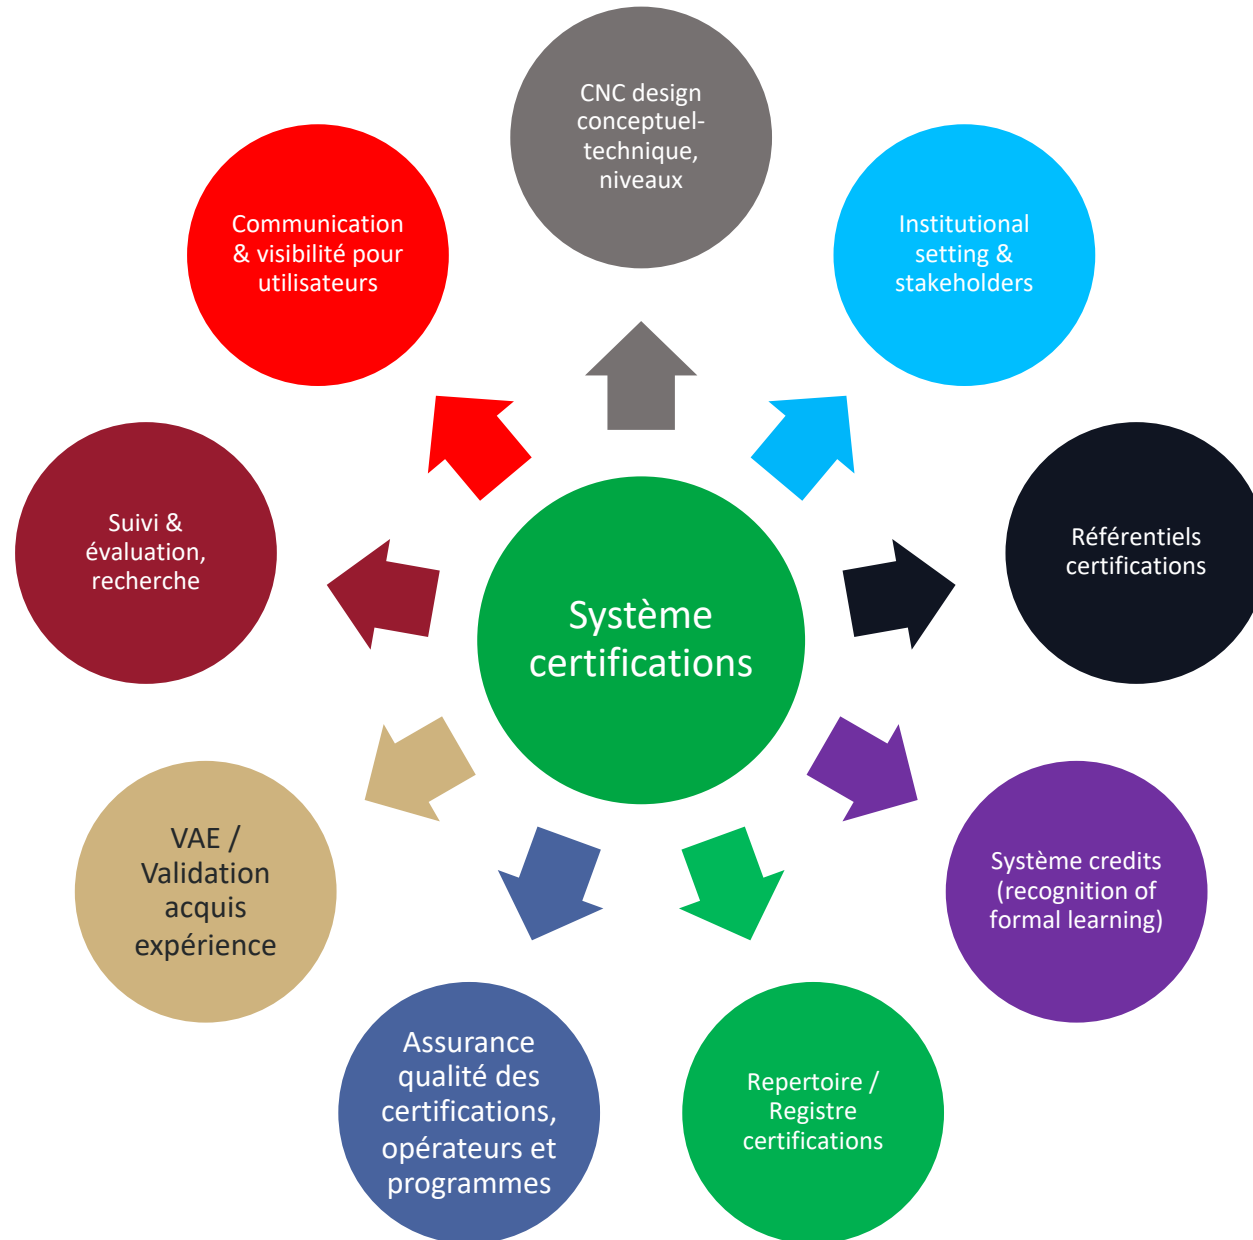 CNC design
conceptuel-
technique,
niveaux
Institutional
setting &
stakeholders
Référentiels
certifications
Système credits
(recognition of
formal learning)
Repertoire /
Registre
certifications
Assurance
qualité des
certifications,
opérateurs et
programmes
VAE /
Validation
acquis
expérience
Suivi &
évaluation,
recherche
Communication
& visibilité pour
utilisateurs
Système
certifications